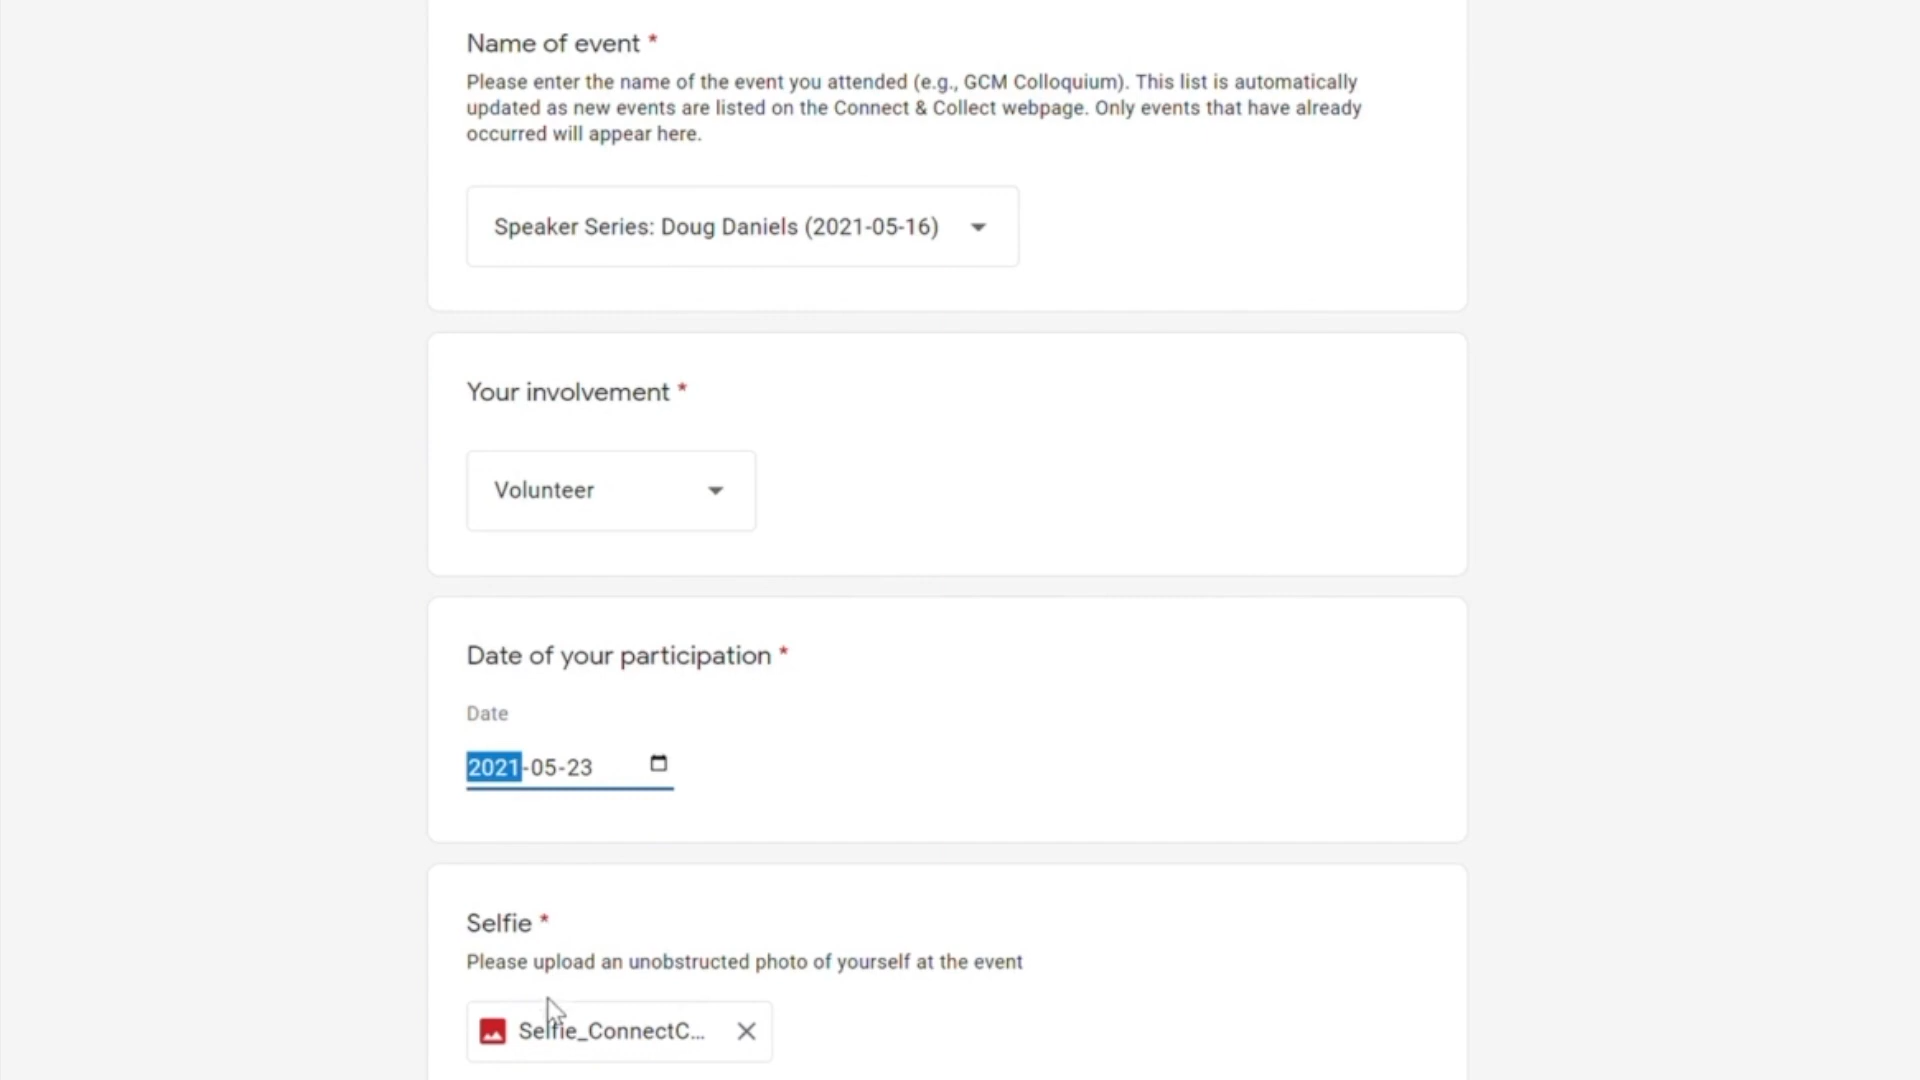 Name of event *
Please enter the name of the event you attended (e.g., GCM Colloquium). This list is automatically
updated as new events are listed on the Connect & Collect webpage. Only events that have already
occurred will appear here.
Speaker Series: Doug Daniels (2021-05-16)
Your involvement *
Volunteer
Date of your participation *
Date
2021-05-23
Selfie *
Please upload an unobstructed photo of yourself at the event
Selfie_ConnectC...